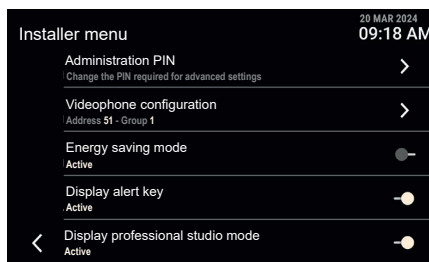 20 MAR 2024
Installer menu
09:18 AM
Administration PIN
Change the PIN required for advanced settings
Videophone configuration
Address 51 - Group 1
Energy saving mode
Active
Display alert key
Active
Display professional studio mode
Active